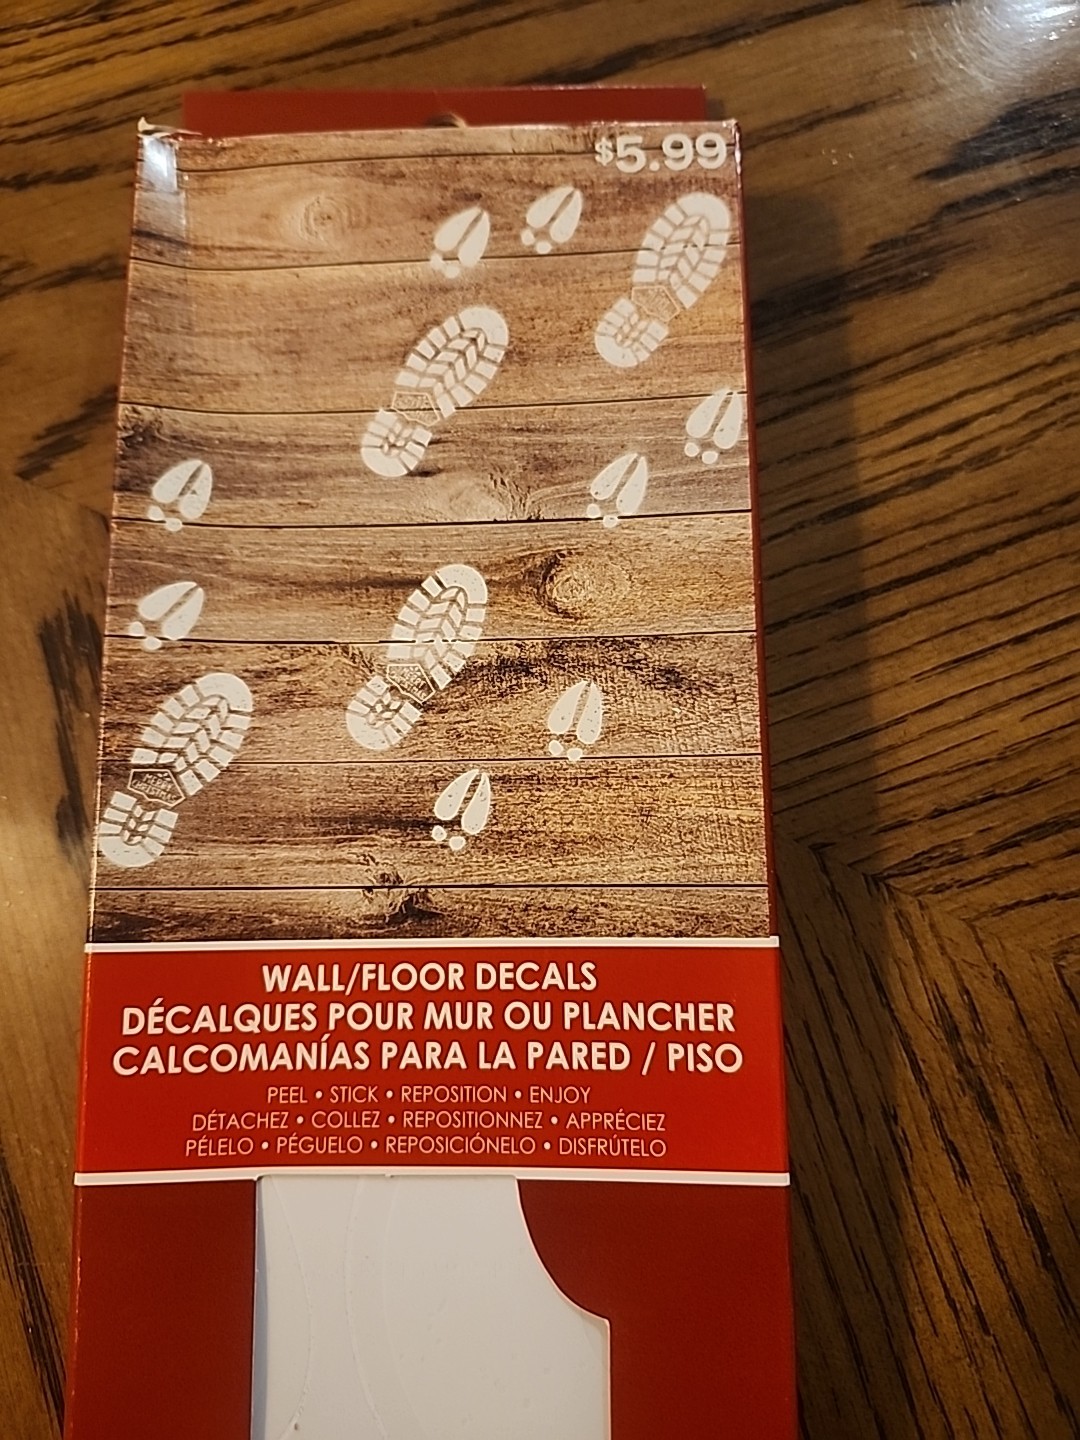 $5.99
WALL/FLOOR DECALS
DÉCALQUES POUR MUR OU PLANCHER
CALCOMANÍAS PARA LA PARED / PISO
PEEL • STICK • REPOSITION • ENJOY
DÉTACHEZ • COLLEZ • REPOSITIONNEZ • APPRÉCIEZ
PÉLELO • PÉGUELO • REPOSICIÓNELO • DISFRÚTELO